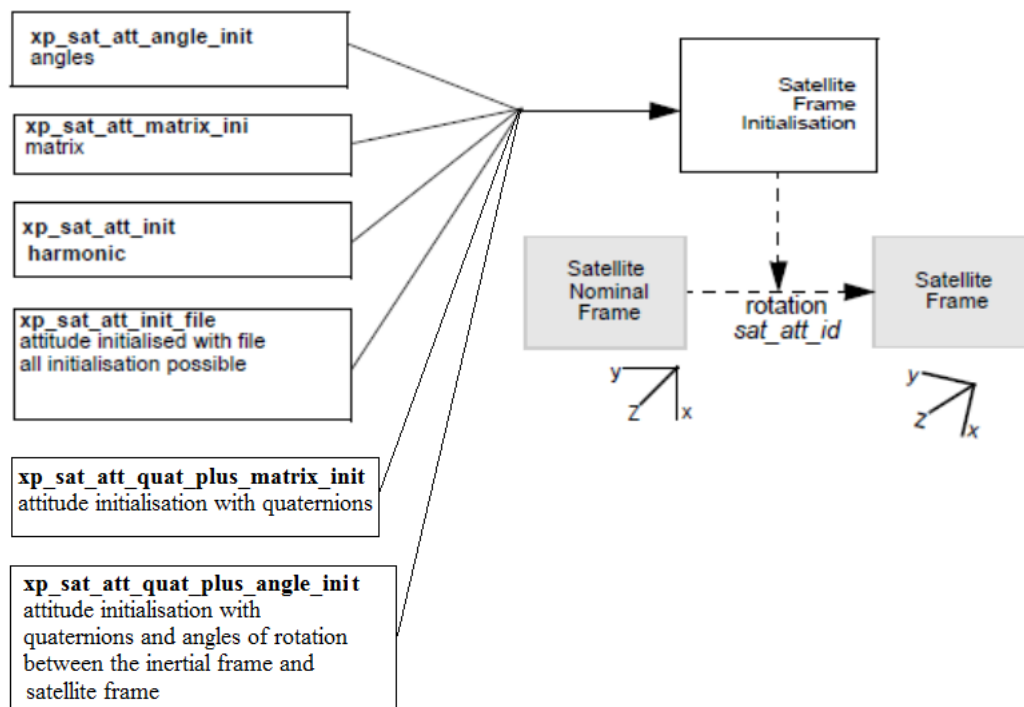 xp_sat_att_angle_init
angles
xp_sat_att_matrix_ini
matrix
xp_sat_att_init
harmonic
xp_sat_att_init_file
attitude initialised with file
all initialisation possible
xp_sat_att_quat_plus_matrix_init
attitude initialisation with quaternions
xp_sat_att_quat_plus_angle_init
attitude initialisation with
quaternions and angles of rotation
between the inertial frame and
satellite frame
Satellite
Frame
Initialisation
Satellite
Nominal
Frame
rotation
sat_att_id
Satellite
Frame
y
Z
x
y
z
x